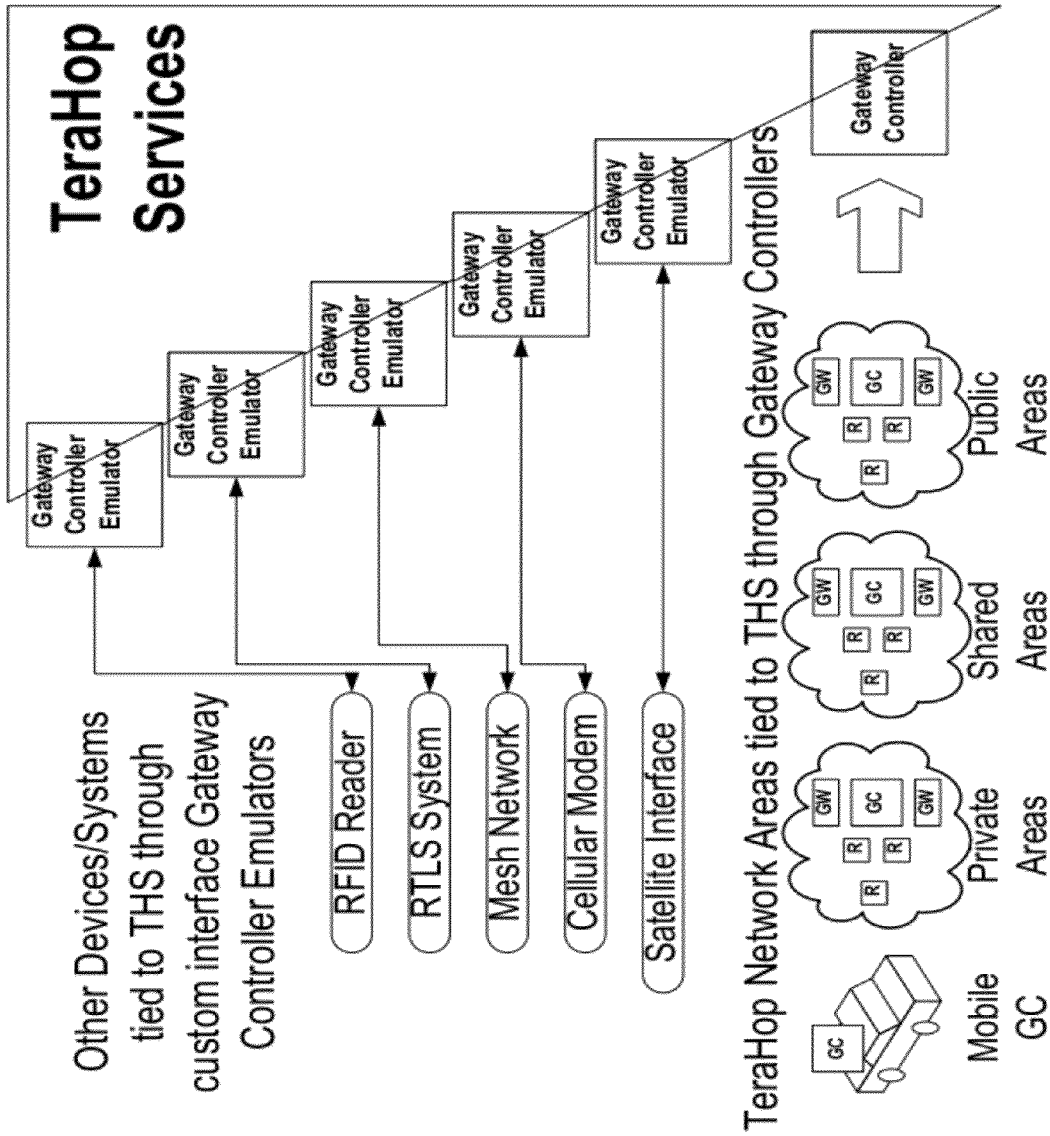 TeraHop
Services
Other Devices/Systems
tied to THS through
custom interface Gateway
Controller Emulators
Gateway
Controller
Emulator
Gateway
Controller
Emulator
Gateway
Controller
Emulator
Gateway
Controller
Emulator
Gateway
Controller
Emulator
RFID Reader
RTLS System
Mesh Network
Cellular Modem
Satellite Interface
TeraHop Network Areas tied to THS through Gateway Controllers
GC
Mobile
GC
R
R
R
GW
GC
GW
Private
Areas
R
R
R
GW
GC
GW
Shared
Areas
R
R
R
GW
GC
GW
Public
Areas
Gateway
Controller